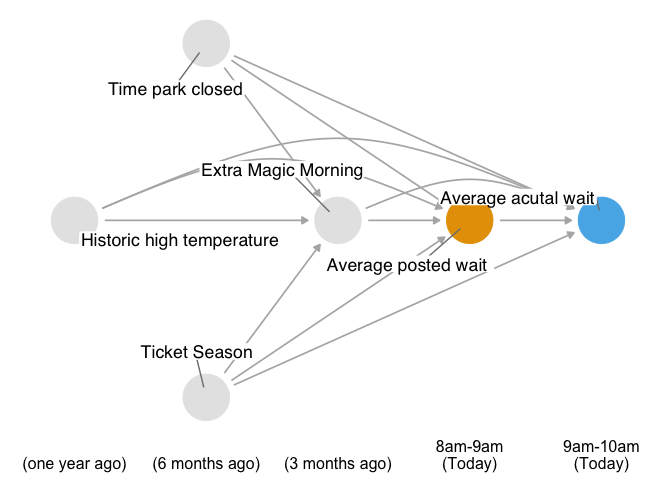 Time park closed
Extra Magic Morning
Average acutal wait
Historic high temperature
Average posted wait
Ticket Season
(one year ago)
(6 months ago)
(3 months ago)
8am-9am
(Today)
9am-10am
(Today)